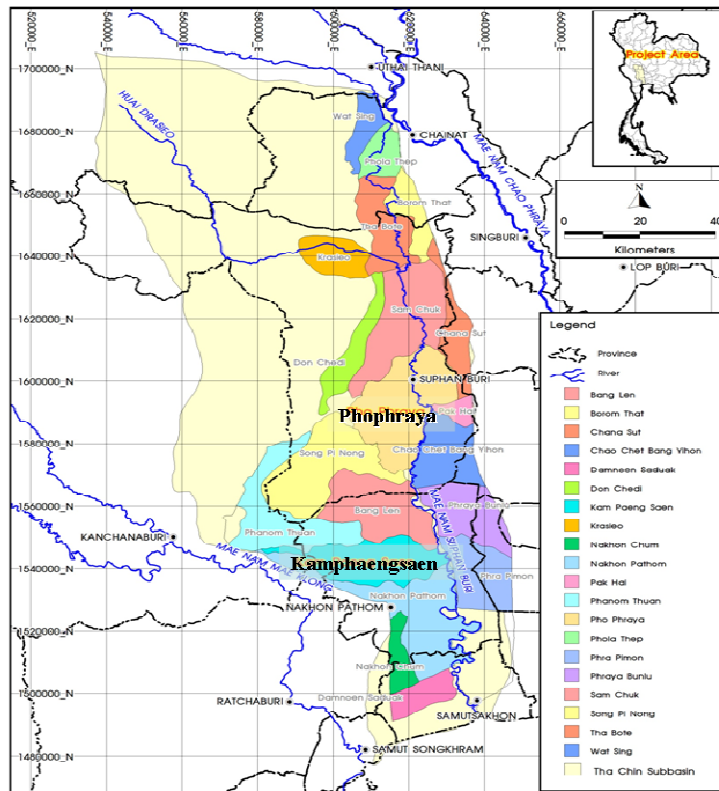 520000_E
540000_E
560000_E
580000_E
600000_E
620000_E
640000_E
660000_E
1700000_N
1680000_N
1660000_N
1640000_N
1620000_N
1600000_N
1580000_N
1560000_N
1540000_N
1520000_N
1500000_N
1480000_N
Project Area
N
0 20 40
Kilometers
UTHAI THANI
HUAI DRASIEO
Wat Sing
CHAINAT
MAE NAM CHAO PHRAYA
Phola Thep
Borom That
Tha Bote
SINGBURI
Krasieo
LOP BURI
Sam Chuk
Chana Sut
Don Chedi
SUPHAN BURI
Pak Hai
Phophraya
Chao Chet Bang Yihon
Song Pi Nong
Bang Len
Phraya Bunlu
MAE NAM SUPHAN BURI
Phanom Thuan
KANCHANABURI
MAE NAM MAE KLONG
Kamphaengsaen
Phra Pimon
Nakhon Pathom
NAKHON PATHOM
Nakhon Chum
Damneen Saduak
RATCHABURI
SAMUTSAKHON
SAMUT SONGKHRAM
Legend
Province
River
Bang Len
Borom That
Chana Sut
Chao Chet Bang Yihon
Damneen Saduak
Don Chedi
Kam Paeng Saen
Krasieo
Nakhon Chum
Nakhon Pathom
Pak Hai
Phanom Thuan
Pho Phraya
Phola Thep
Phra Pimon
Phraya Bunlu
Sam Chuk
Song Pi Nong
Tha Bote
Wat Sing
Tha Chin Subbasin